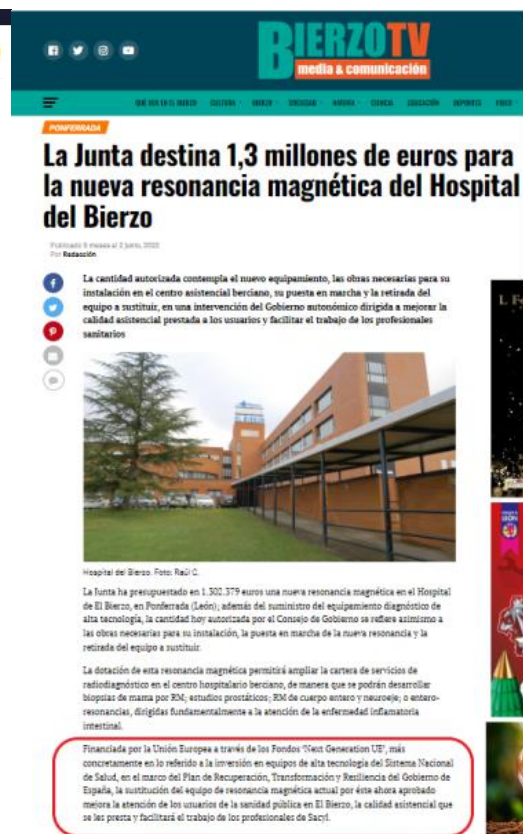 BIERZOTV
media & comunicación
QUÉ VER EN EL BIERZO CULTURA BIERZO SOCIEDAD CIENCIA EDUCACIÓN DEPORTES
PONFERRADA
La Junta destina 1,3 millones de euros para
la nueva resonancia magnética del Hospital
del Bierzo
Por Redacción
La cantidad autorizada contempla el nuevo equipamiento, las obras necesarias para su
instalación en el centro asistencial berciano, su puesta en marcha y la retirada del
equipo a sustituir, en una intervención del Gobierno autonómico dirigida a mejorar la
calidad asistencial prestada a los usuarios y facilitar el trabajo de los profesionales
sanitarios
Hospital del Bierzo. Foto: Raúl C.
La Junta ha presupuestado en 1.302.379 euros una nueva resonancia magnética en el Hospital
de El Bierzo, en Ponferrada (León); además del suministro del equipamiento diagnóstico de
alta tecnología, la cantidad hoy autorizada por el Consejo de Gobierno se refiere asimismo a
las obras necesarias para su instalación, la puesta en marcha de la nueva resonancia y la
retirada del equipo a sustituir.
La dotación de esta resonancia magnética permitirá ampliar la cartera de servicios de
radiodiagnóstico en el centro hospitalario berciano, de manera que se podrán desarrollar
biopsias de mama por RM; estudios prostáticos; RM de cuerpo entero y neuroeje; o entero-
resonancias, dirigidas fundamentalmente a la atención de la enfermedad inflamatoria
intestinal.
Financiada por la Unión Europea a través de los Fondos 'Next Generation UE', más
concretamente en lo referido a la inversión en equipos de alta tecnología del Sistema Nacional
de Salud, en el marco del Plan de Recuperación, Transformación y Resiliencia del Gobierno de
España, la sustitución del equipo de resonancia magnética actual por éste ahora aprobado
mejora la atención de los usuarios de la sanidad pública en El Bierzo, la calidad asistencial que
se les presta y facilitará el trabajo de los profesionales de Sacyl.